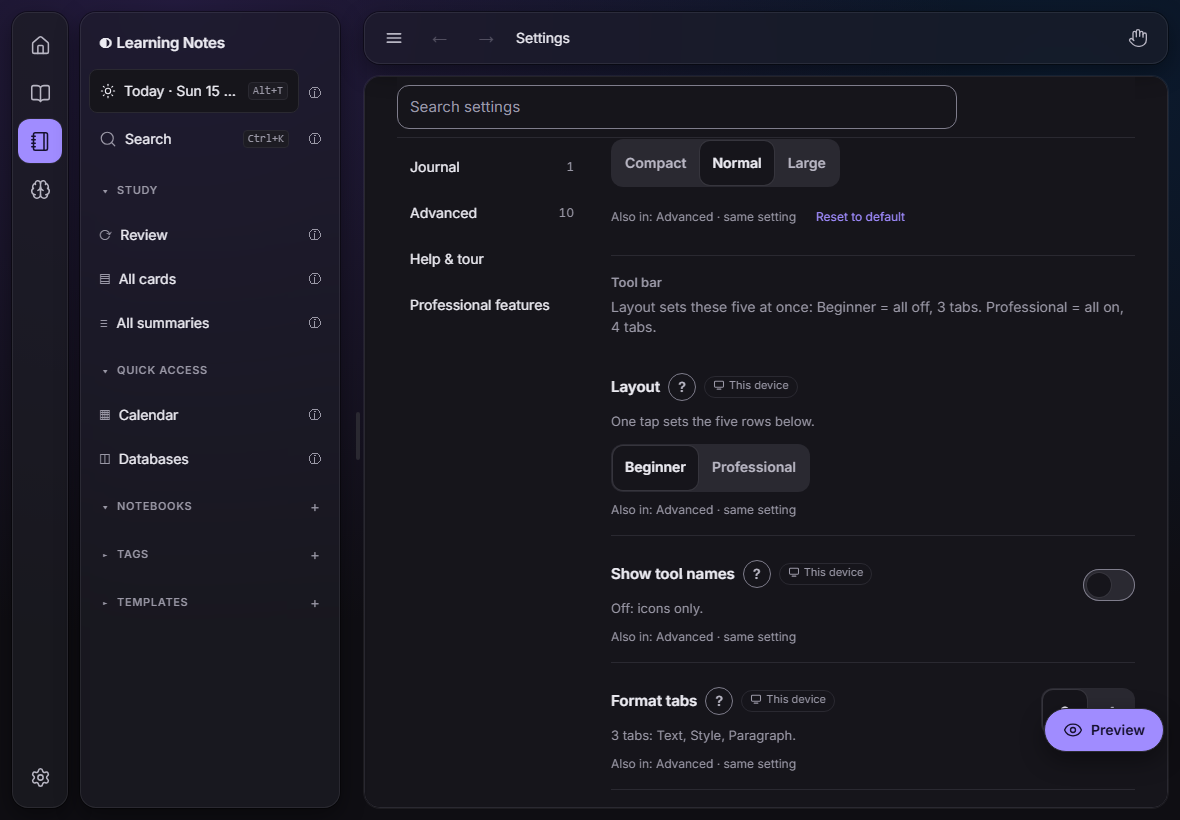 Learning Notes
Today · Sun 15 ... Alt+T
Search Ctrl+K
STUDY
Review
All cards
All summaries
QUICK ACCESS
Calendar
Databases
NOTEBOOKS +
TAGS +
TEMPLATES +
Settings
Search settings
Journal 1
Advanced 10
Help & tour
Professional features
Compact Normal Large
Also in: Advanced · same setting Reset to default
Tool bar
Layout sets these five at once: Beginner = all off, 3 tabs. Professional = all on,
4 tabs.
Layout ? This device
One tap sets the five rows below.
Beginner Professional
Also in: Advanced · same setting
Show tool names ? This device
Off: icons only.
Also in: Advanced · same setting
Format tabs ? This device
3 tabs: Text, Style, Paragraph.
Also in: Advanced · same setting
Preview